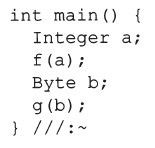 int main() {
  Integer a;
  f(a);
  Byte b;
  g(b);
} ///:~